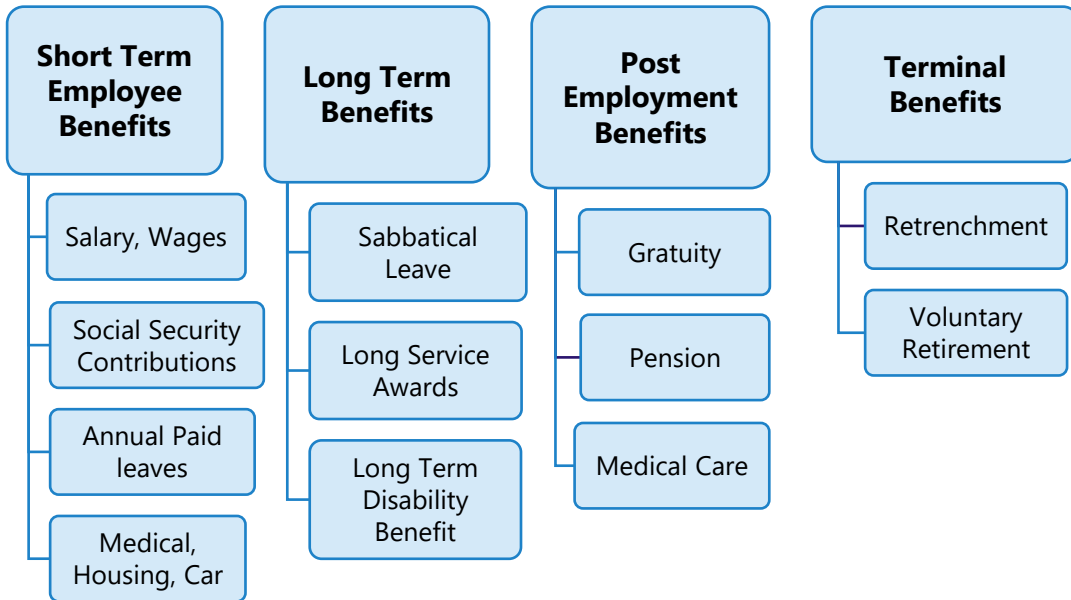 Short Term
Employee
Benefits
Salary, Wages
Social Security
Contributions
Annual Paid
leaves
Medical,
Housing, Car
Long Term
Benefits
Sabbatical
Leave
Long Service
Awards
Long Term
Disability
Benefit
Post
Employment
Benefits
Gratuity
Pension
Medical Care
Terminal
Benefits
Retrenchment
Voluntary
Retirement